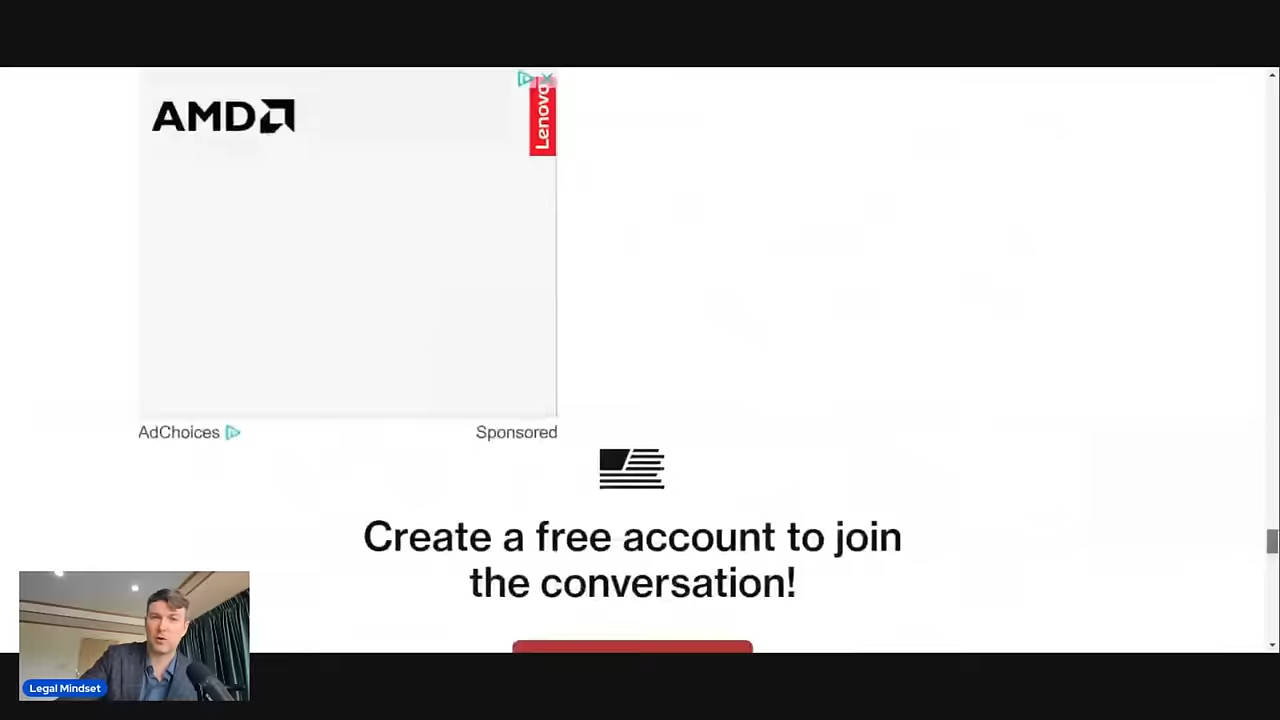 AMD
Lenovo
AdChoices
Sponsored
Create a free account to join
the conversation!
Legal Mindset